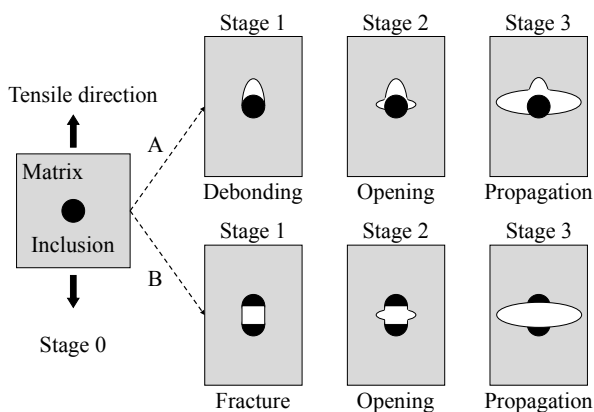 Stage 1
Stage 2
Stage 3
Tensile direction
A
Matrix
Inclusion
Debonding
Opening
Propagation
Stage 1
Stage 2
Stage 3
B
Stage 0
Fracture
Opening
Propagation